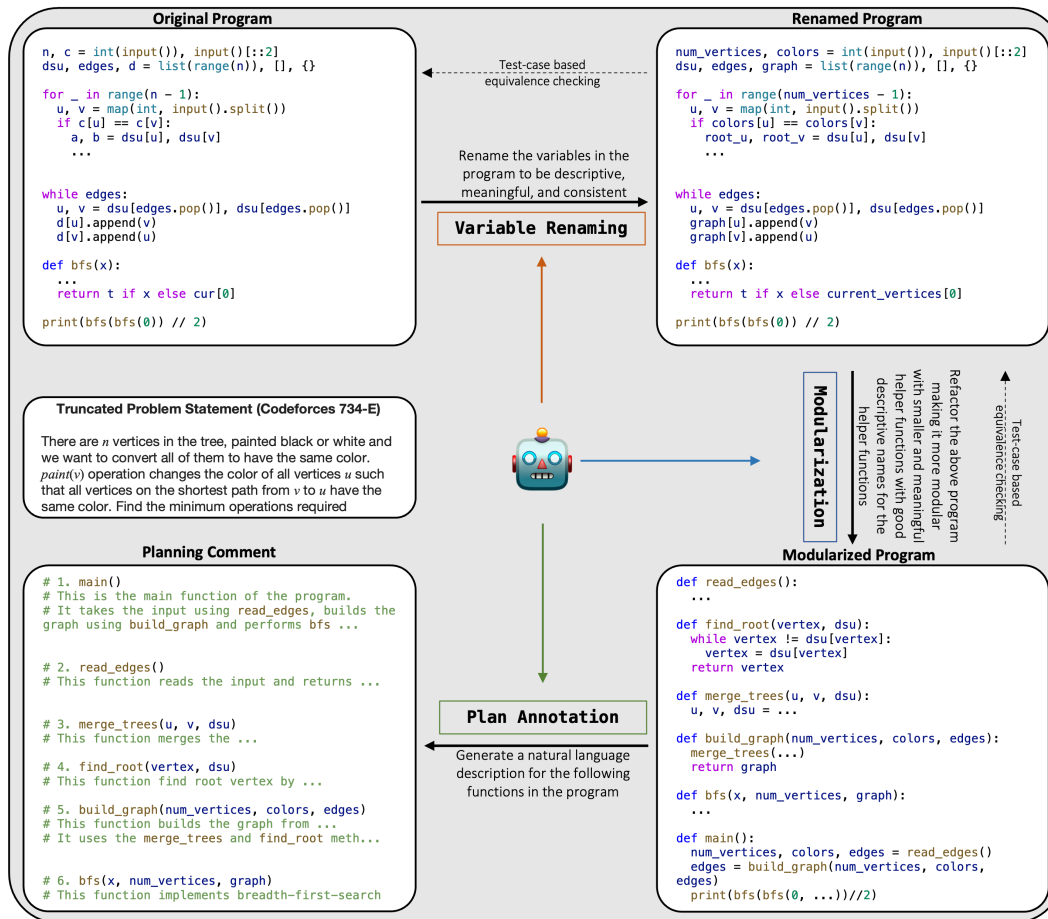 Original Program
n, c = int(input()), input()[::2]
dsu, edges, d = list(range(n)), [], {}
for _ in range(n - 1):
  u, v = map(int, input().split())
  if c[u] == c[v]:
    a, b = dsu[u], dsu[v]
    ...
while edges:
  u, v = dsu[edges.pop()], dsu[edges.pop()]
  d[u].append(v)
  d[v].append(u)
def bfs(x):
  ...
  return t if x else cur[0]
print(bfs(bfs(0)) // 2)
Test-case based
equivalence checking
Rename the variables in the
program to be descriptive,
meaningful, and consistent
Variable Renaming
Renamed Program
num_vertices, colors = int(input()), input()[::2]
dsu, edges, graph = list(range(n)), [], {}
for _ in range(num_vertices - 1):
  u, v = map(int, input().split())
  if colors[u] == colors[v]:
    root_u, root_v = dsu[u], dsu[v]
    ...
while edges:
  u, v = dsu[edges.pop()], dsu[edges.pop()]
  graph[u].append(v)
  graph[v].append(u)
def bfs(x):
  ...
  return t if x else current_vertices[0]
print(bfs(bfs(0)) // 2)
Truncated Problem Statement (Codeforces 734-E)
There are n vertices in the tree, painted black or white and
we want to convert all of them to have the same color.
paint(v) operation changes the color of all vertices u such
that all vertices on the shortest path from v to u have the
same color. Find the minimum operations required
Modularization
Refactor the above program
making it more modular
with smaller and meaningful
helper functions with good
descriptive names for the
helper functions
Test-case based
equivalence checking
Planning Comment
# 1. main()
# This is the main function of the program.
# It takes the input using read_edges, builds the
graph using build_graph and performs bfs ...
# 2. read_edges()
# This function reads the input and returns ...
# 3. merge_trees(u, v, dsu)
# This function merges the ...
# 4. find_root(vertex, dsu)
# This function find root vertex by ...
# 5. build_graph(num_vertices, colors, edges)
# This function builds the graph from ...
# It uses the merge_trees and find_root meth...
# 6. bfs(x, num_vertices, graph)
# This function implements breadth-first-search
Plan Annotation
Generate a natural language
description for the following
functions in the program
Modularized Program
def read_edges():
  ...
def find_root(vertex, dsu):
  while vertex != dsu[vertex]:
    vertex = dsu[vertex]
  return vertex
def merge_trees(u, v, dsu):
  u, v, dsu = ...
def build_graph(num_vertices, colors, edges):
  merge_trees(...)
  return graph
def bfs(x, num_vertices, graph):
  ...
def main():
  num_vertices, colors, edges = read_edges()
  edges = build_graph(num_vertices, colors,
edges)
  print(bfs(bfs(0, ...))//2)